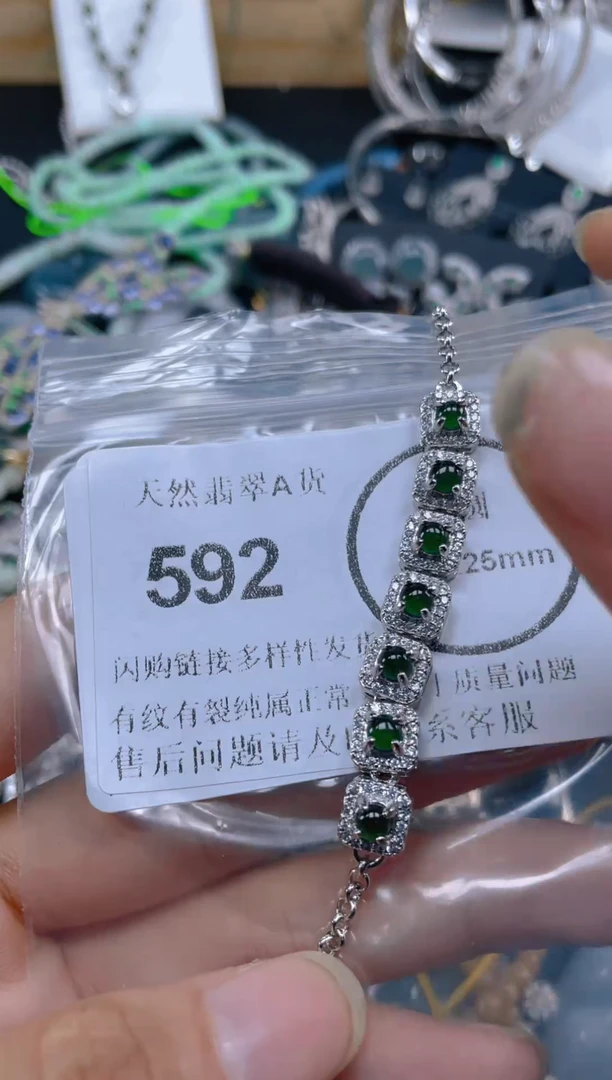 天然翡翠A货
592
25mm
闪购链接多样性发货
有纹有裂纯属正常 质量问题
售后问题请及 系客服